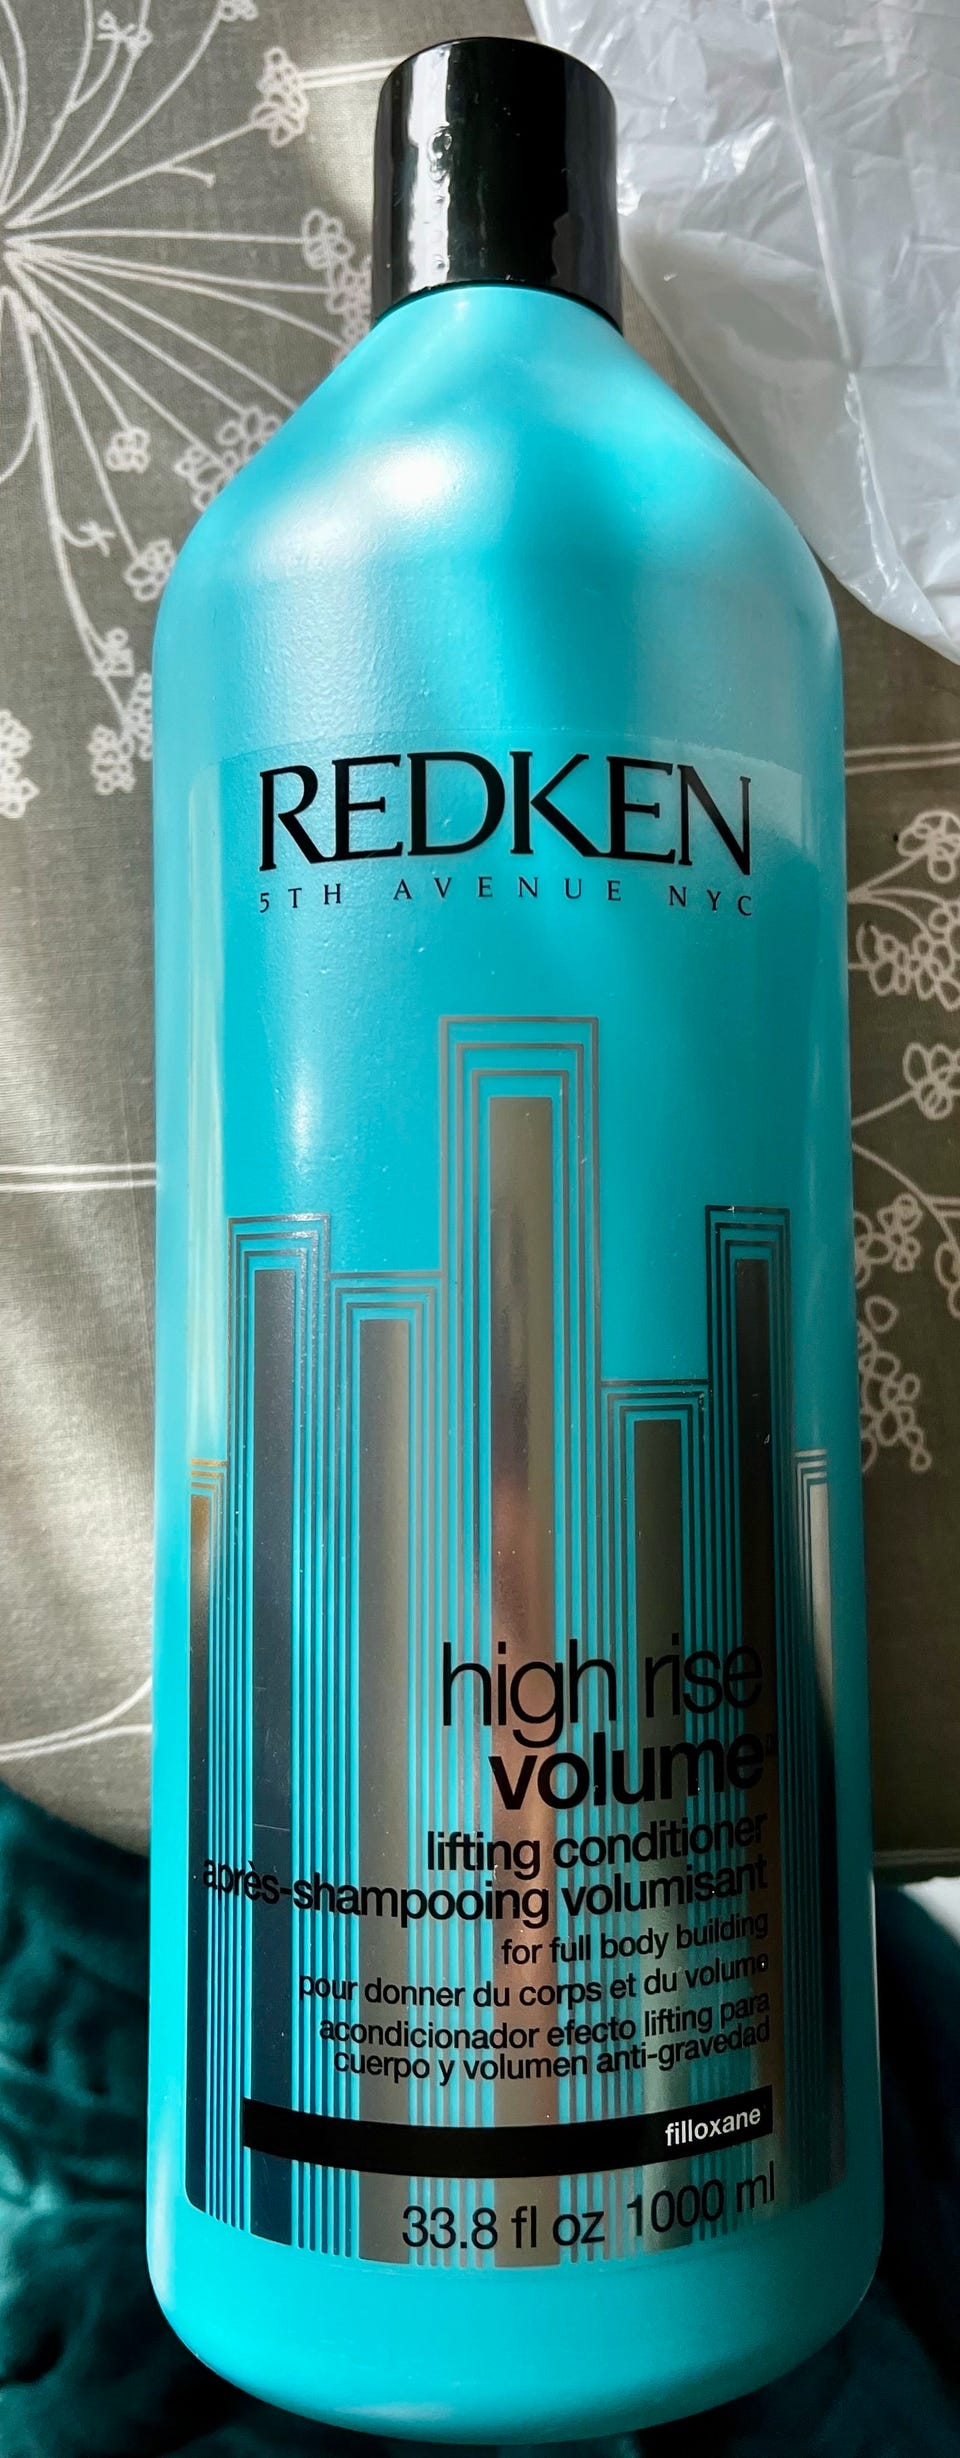 REDKEN
5TH AVENUE NYC
high rise
volume
lifting conditioner
après-shampooing volumisant
for full body building
pour donner du corps et du volume
acondicionador efecto lifting para
cuerpo y volumen anti-gravedad
filloxane
33.8 fl oz 1000 ml